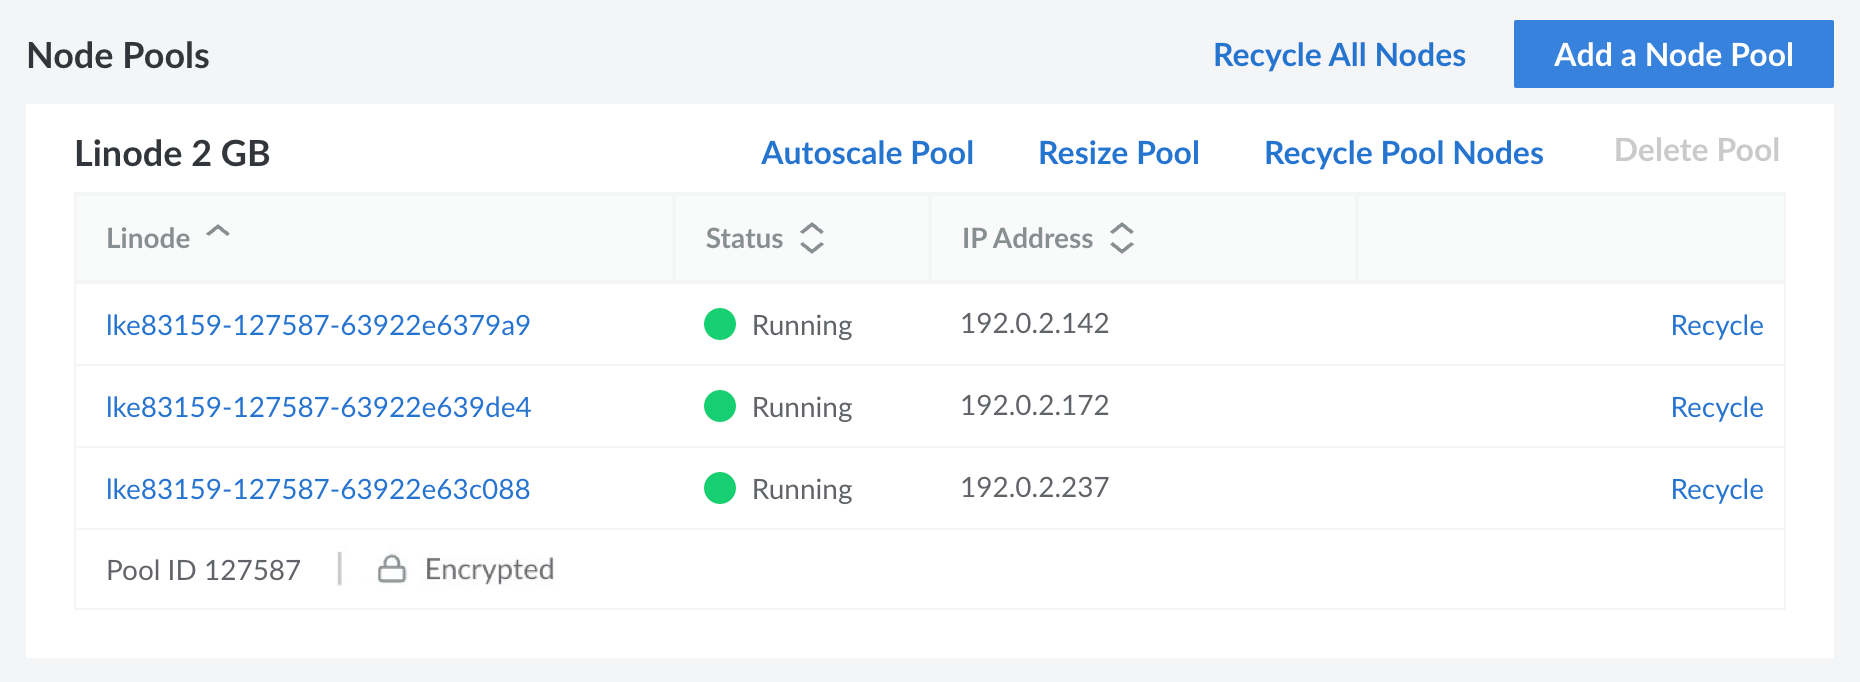 Node Pools Recycle All Nodes Add a Node Pool
Linode 2 GB Autoscale Pool Resize Pool Recycle Pool Nodes Delete Pool
Linode Status IP Address
lke83159-127587-63922e6379a9 Running 192.0.2.142 Recycle
lke83159-127587-63922e639de4 Running 192.0.2.172 Recycle
lke83159-127587-63922e63c088 Running 192.0.2.237 Recycle
Pool ID 127587 Encrypted